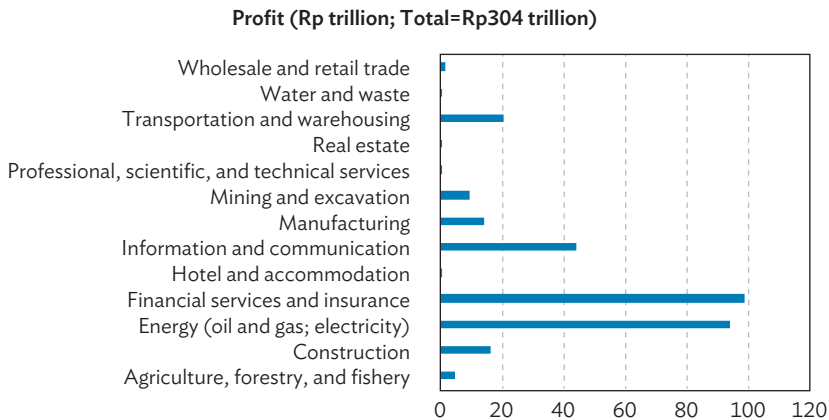 Profit (Rp trillion; Total=Rp304 trillion)
Wholesale and retail trade
Water and waste
Transportation and warehousing
Real estate
Professional, scientific, and technical services
Mining and excavation
Manufacturing
Information and communication
Hotel and accommodation
Financial services and insurance
Energy (oil and gas; electricity)
Construction
Agriculture, forestry, and fishery
0 20 40 60 80 100 120